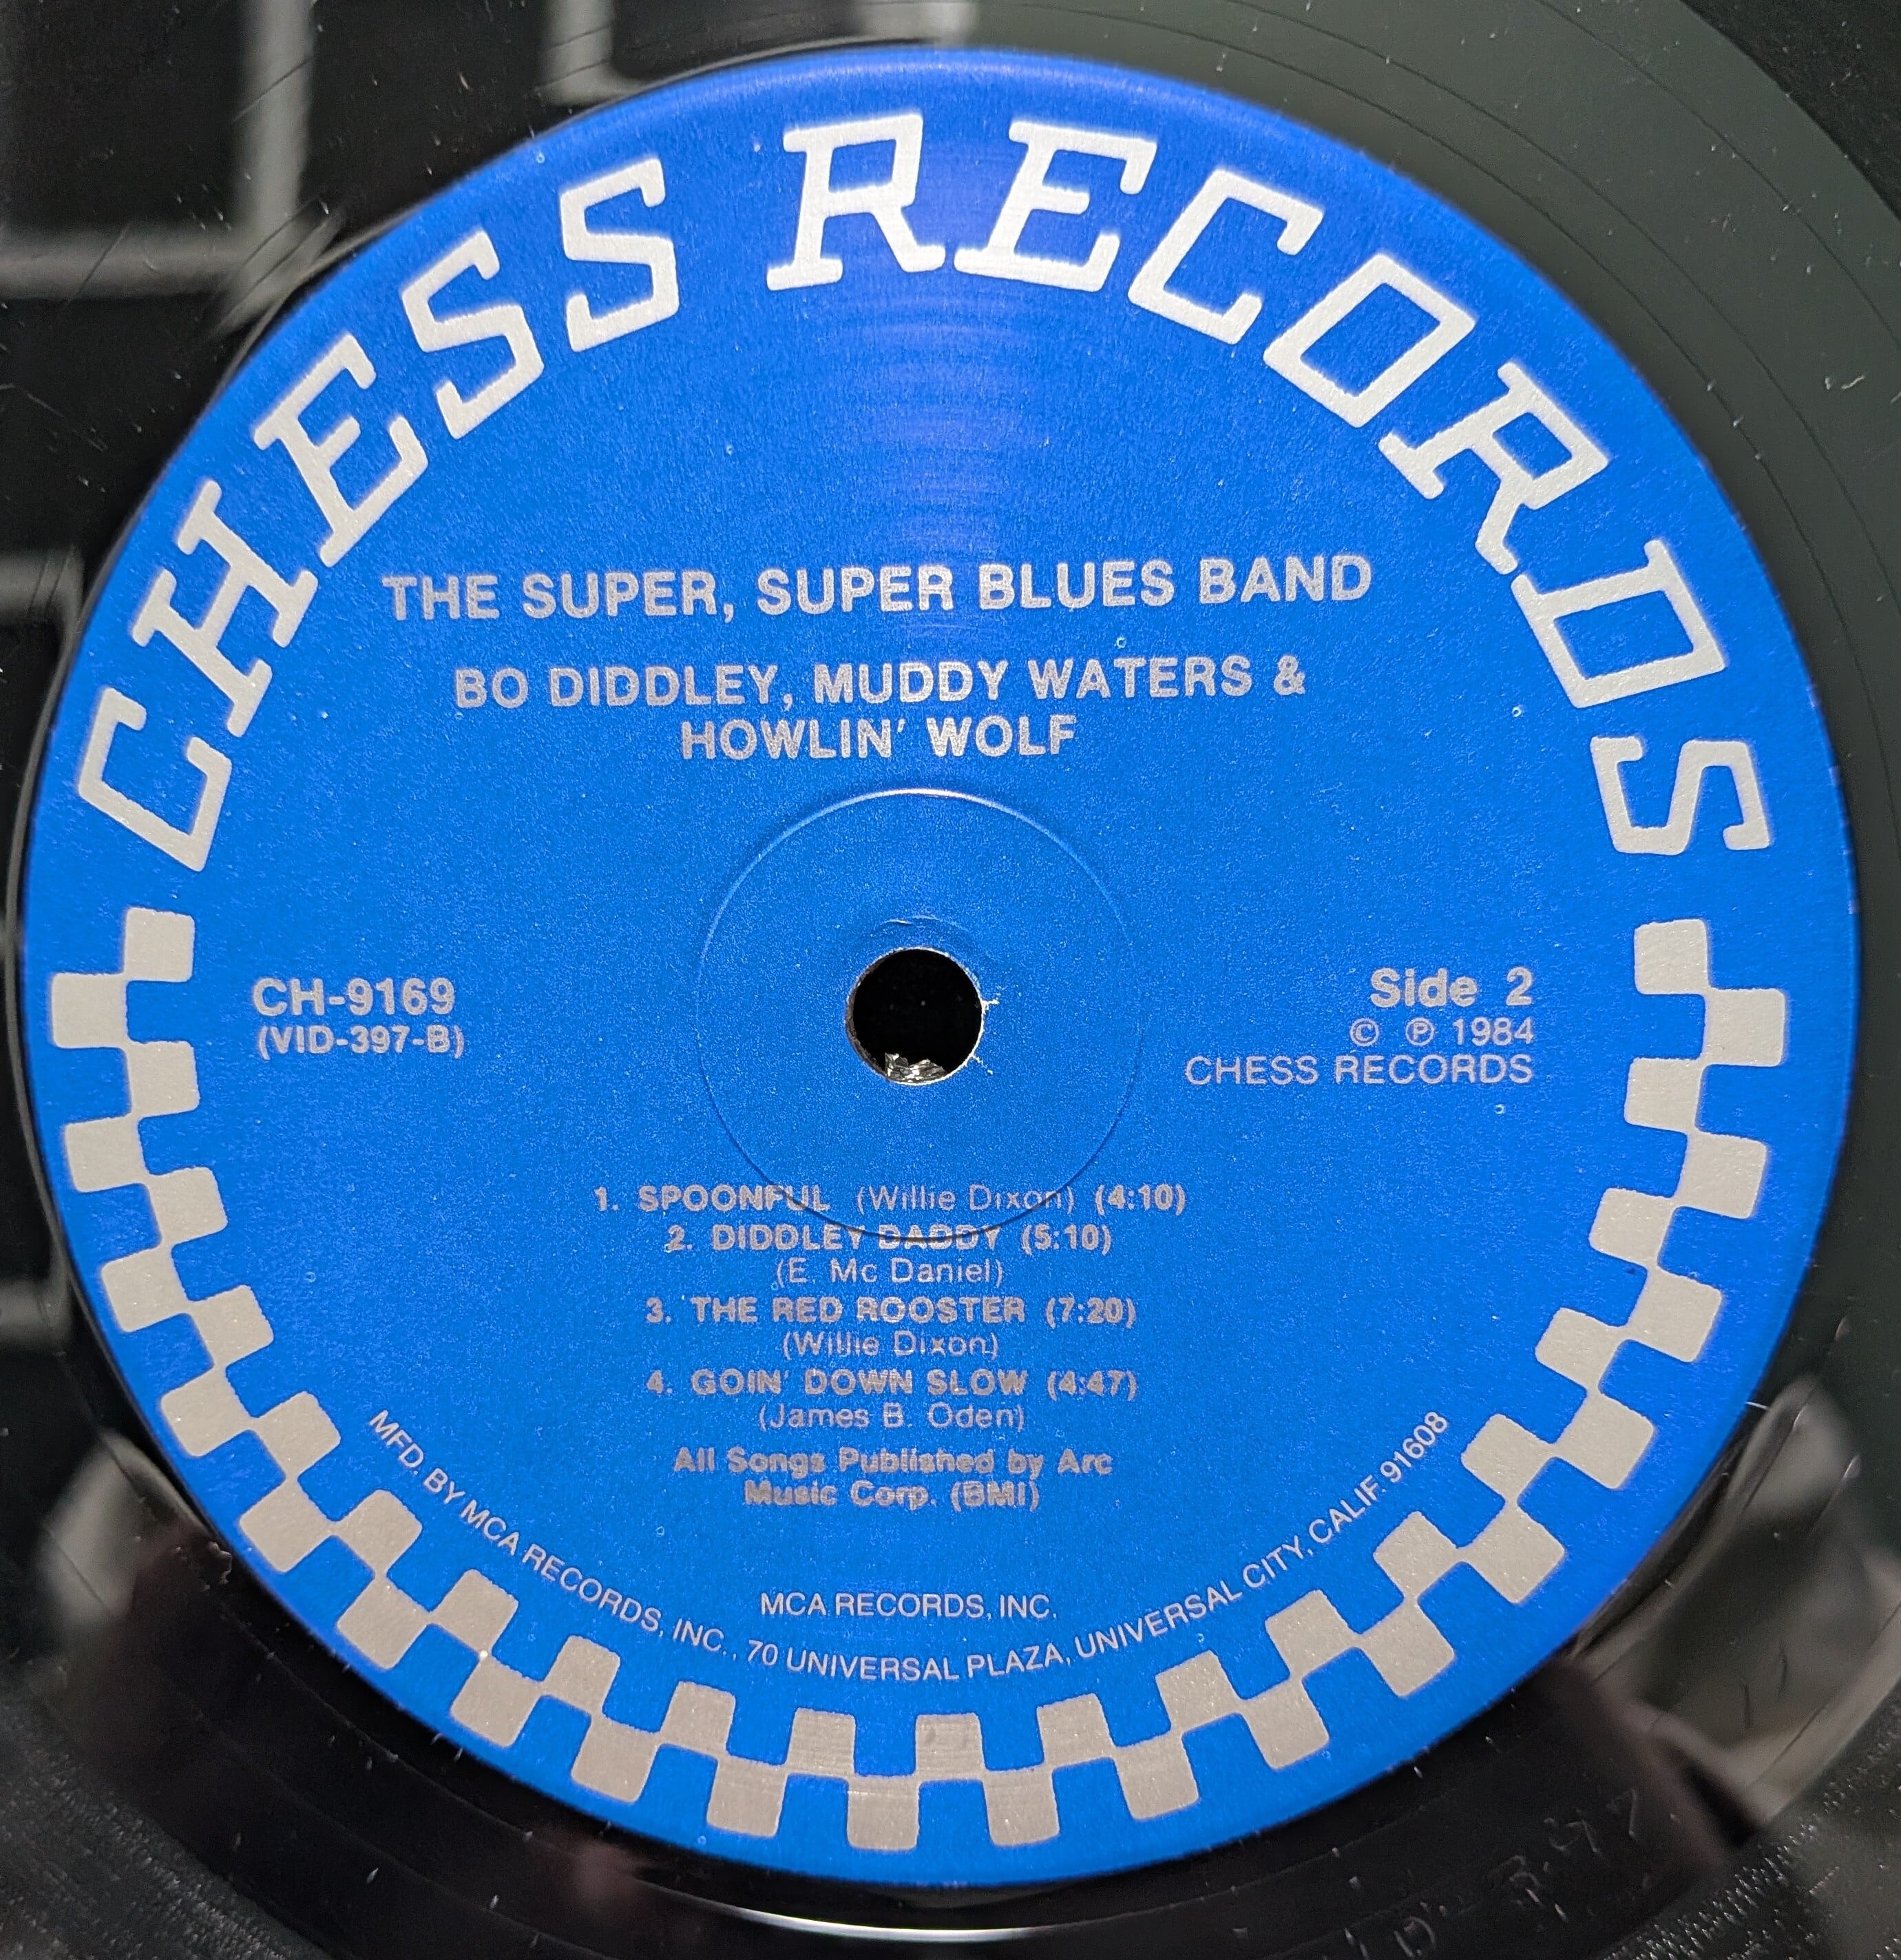 CHESS RECORDS
THE SUPER, SUPER BLUES BAND
BO DIDDLEY, MUDDY WATERS &
HOWLIN' WOLF
CH-9169
(VID-397-B)
Side 2
© ℗ 1984
CHESS RECORDS
1. SPOONFUL (Willie Dixon) (4:10)
2. DIDDLEY DADDY (5:10)
(E. Mc Daniel)
3. THE RED ROOSTER (7:20)
(Willie Dixon)
4. GOIN' DOWN SLOW (4:47)
(James B. Oden)
All Songs Published by Arc
Music Corp. (BMI)
MCA RECORDS, INC.
MFD. BY MCA RECORDS, INC., 70 UNIVERSAL PLAZA, UNIVERSAL CITY, CALIF. 91608